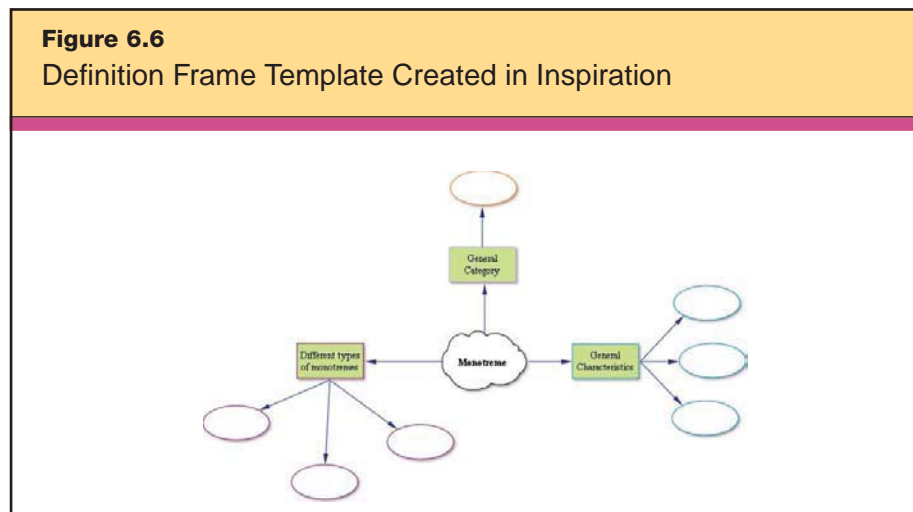 Figure 6.6
Definition Frame Template Created in Inspiration
General
Category
Different types
of monotremes
Monotreme
General
Characteristics